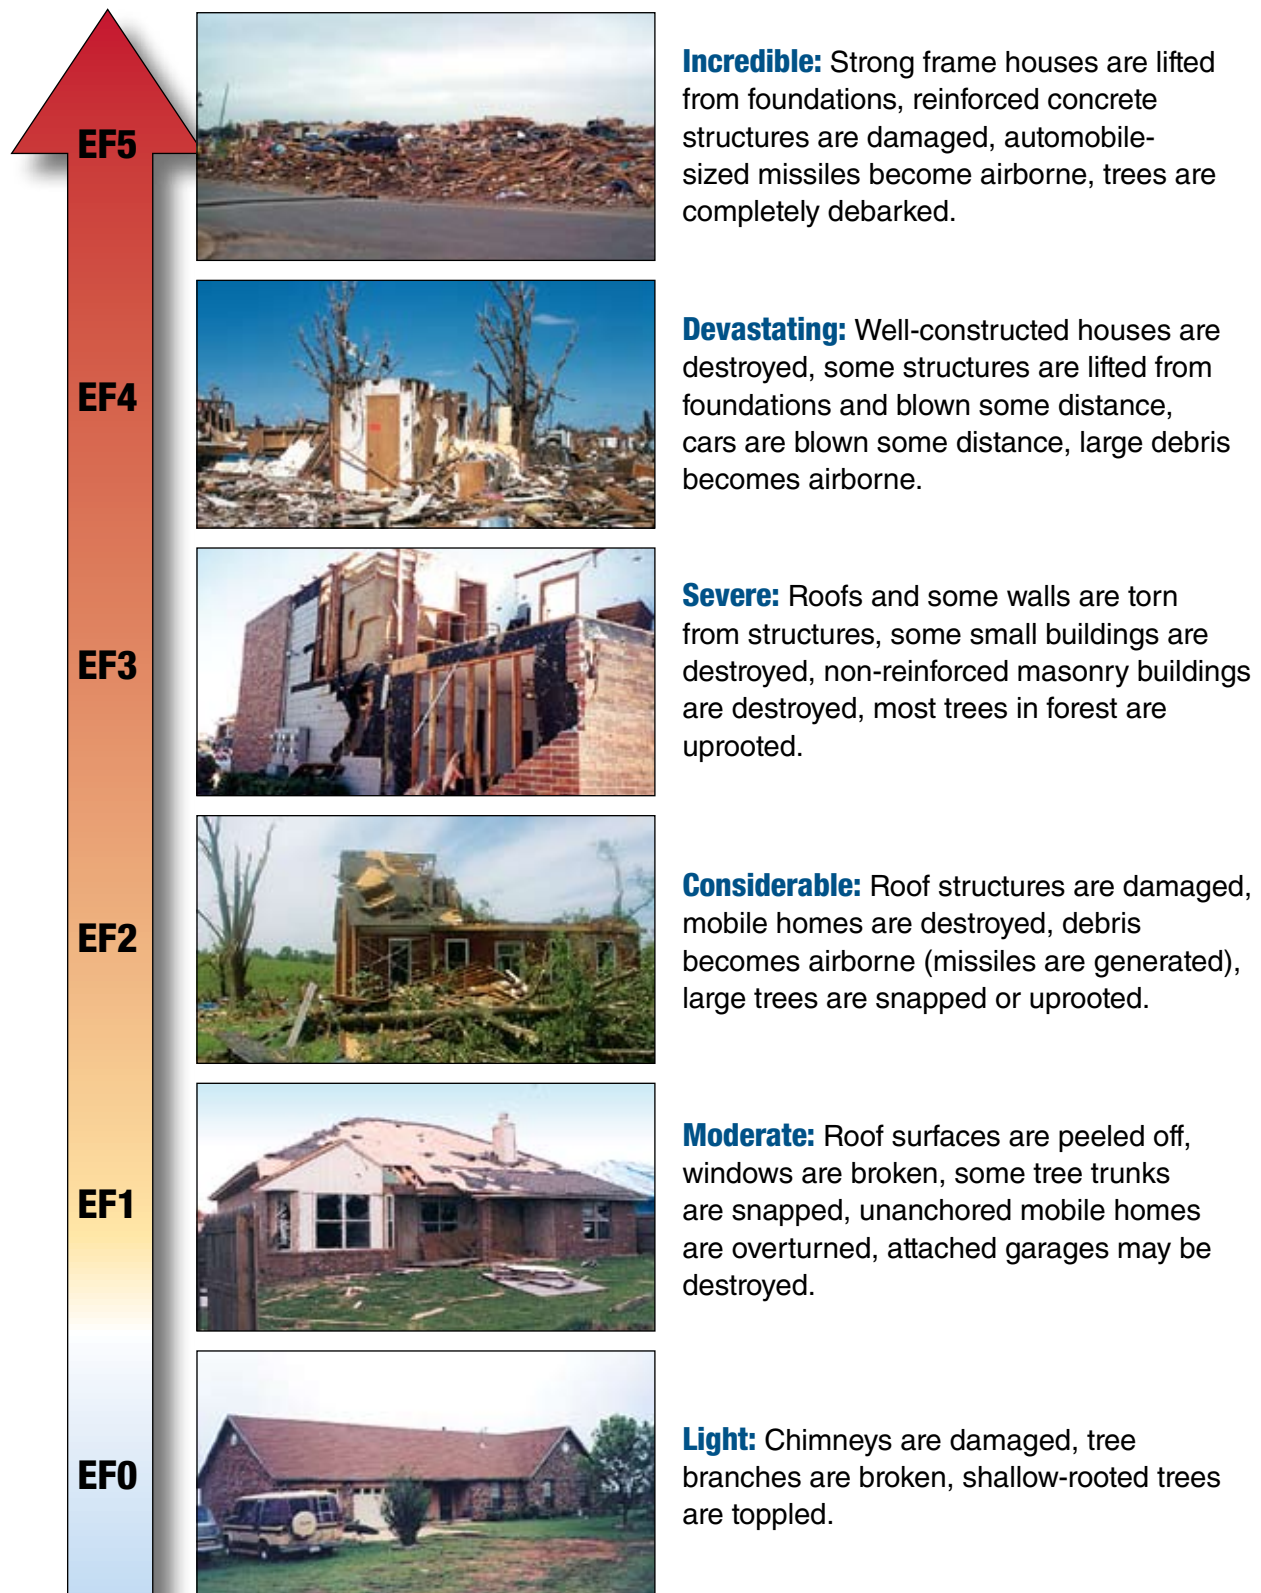 EF5
Incredible: Strong frame houses are lifted
from foundations, reinforced concrete
structures are damaged, automobile-
sized missiles become airborne, trees are
completely debarked.
EF4
Devastating: Well-constructed houses are
destroyed, some structures are lifted from
foundations and blown some distance,
cars are blown some distance, large debris
becomes airborne.
EF3
Severe: Roofs and some walls are torn
from structures, some small buildings are
destroyed, non-reinforced masonry buildings
are destroyed, most trees in forest are
uprooted.
EF2
Considerable: Roof structures are damaged,
mobile homes are destroyed, debris
becomes airborne (missiles are generated),
large trees are snapped or uprooted.
EF1
Moderate: Roof surfaces are peeled off,
windows are broken, some tree trunks
are snapped, unanchored mobile homes
are overturned, attached garages may be
destroyed.
EF0
Light: Chimneys are damaged, tree
branches are broken, shallow-rooted trees
are toppled.